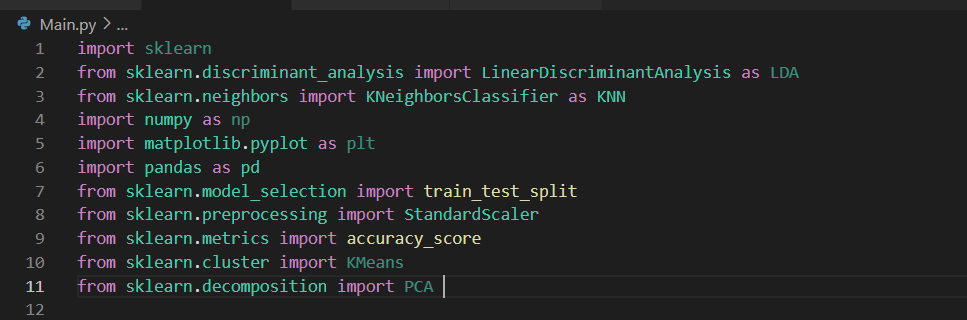 Main.py > ...
1 import sklearn
2 from sklearn.discriminant_analysis import LinearDiscriminantAnalysis as LDA
3 from sklearn.neighbors import KNeighborsClassifier as KNN
4 import numpy as np
5 import matplotlib.pyplot as plt
6 import pandas as pd
7 from sklearn.model_selection import train_test_split
8 from sklearn.preprocessing import StandardScaler
9 from sklearn.metrics import accuracy_score
10 from sklearn.cluster import KMeans
11 from sklearn.decomposition import PCA
12